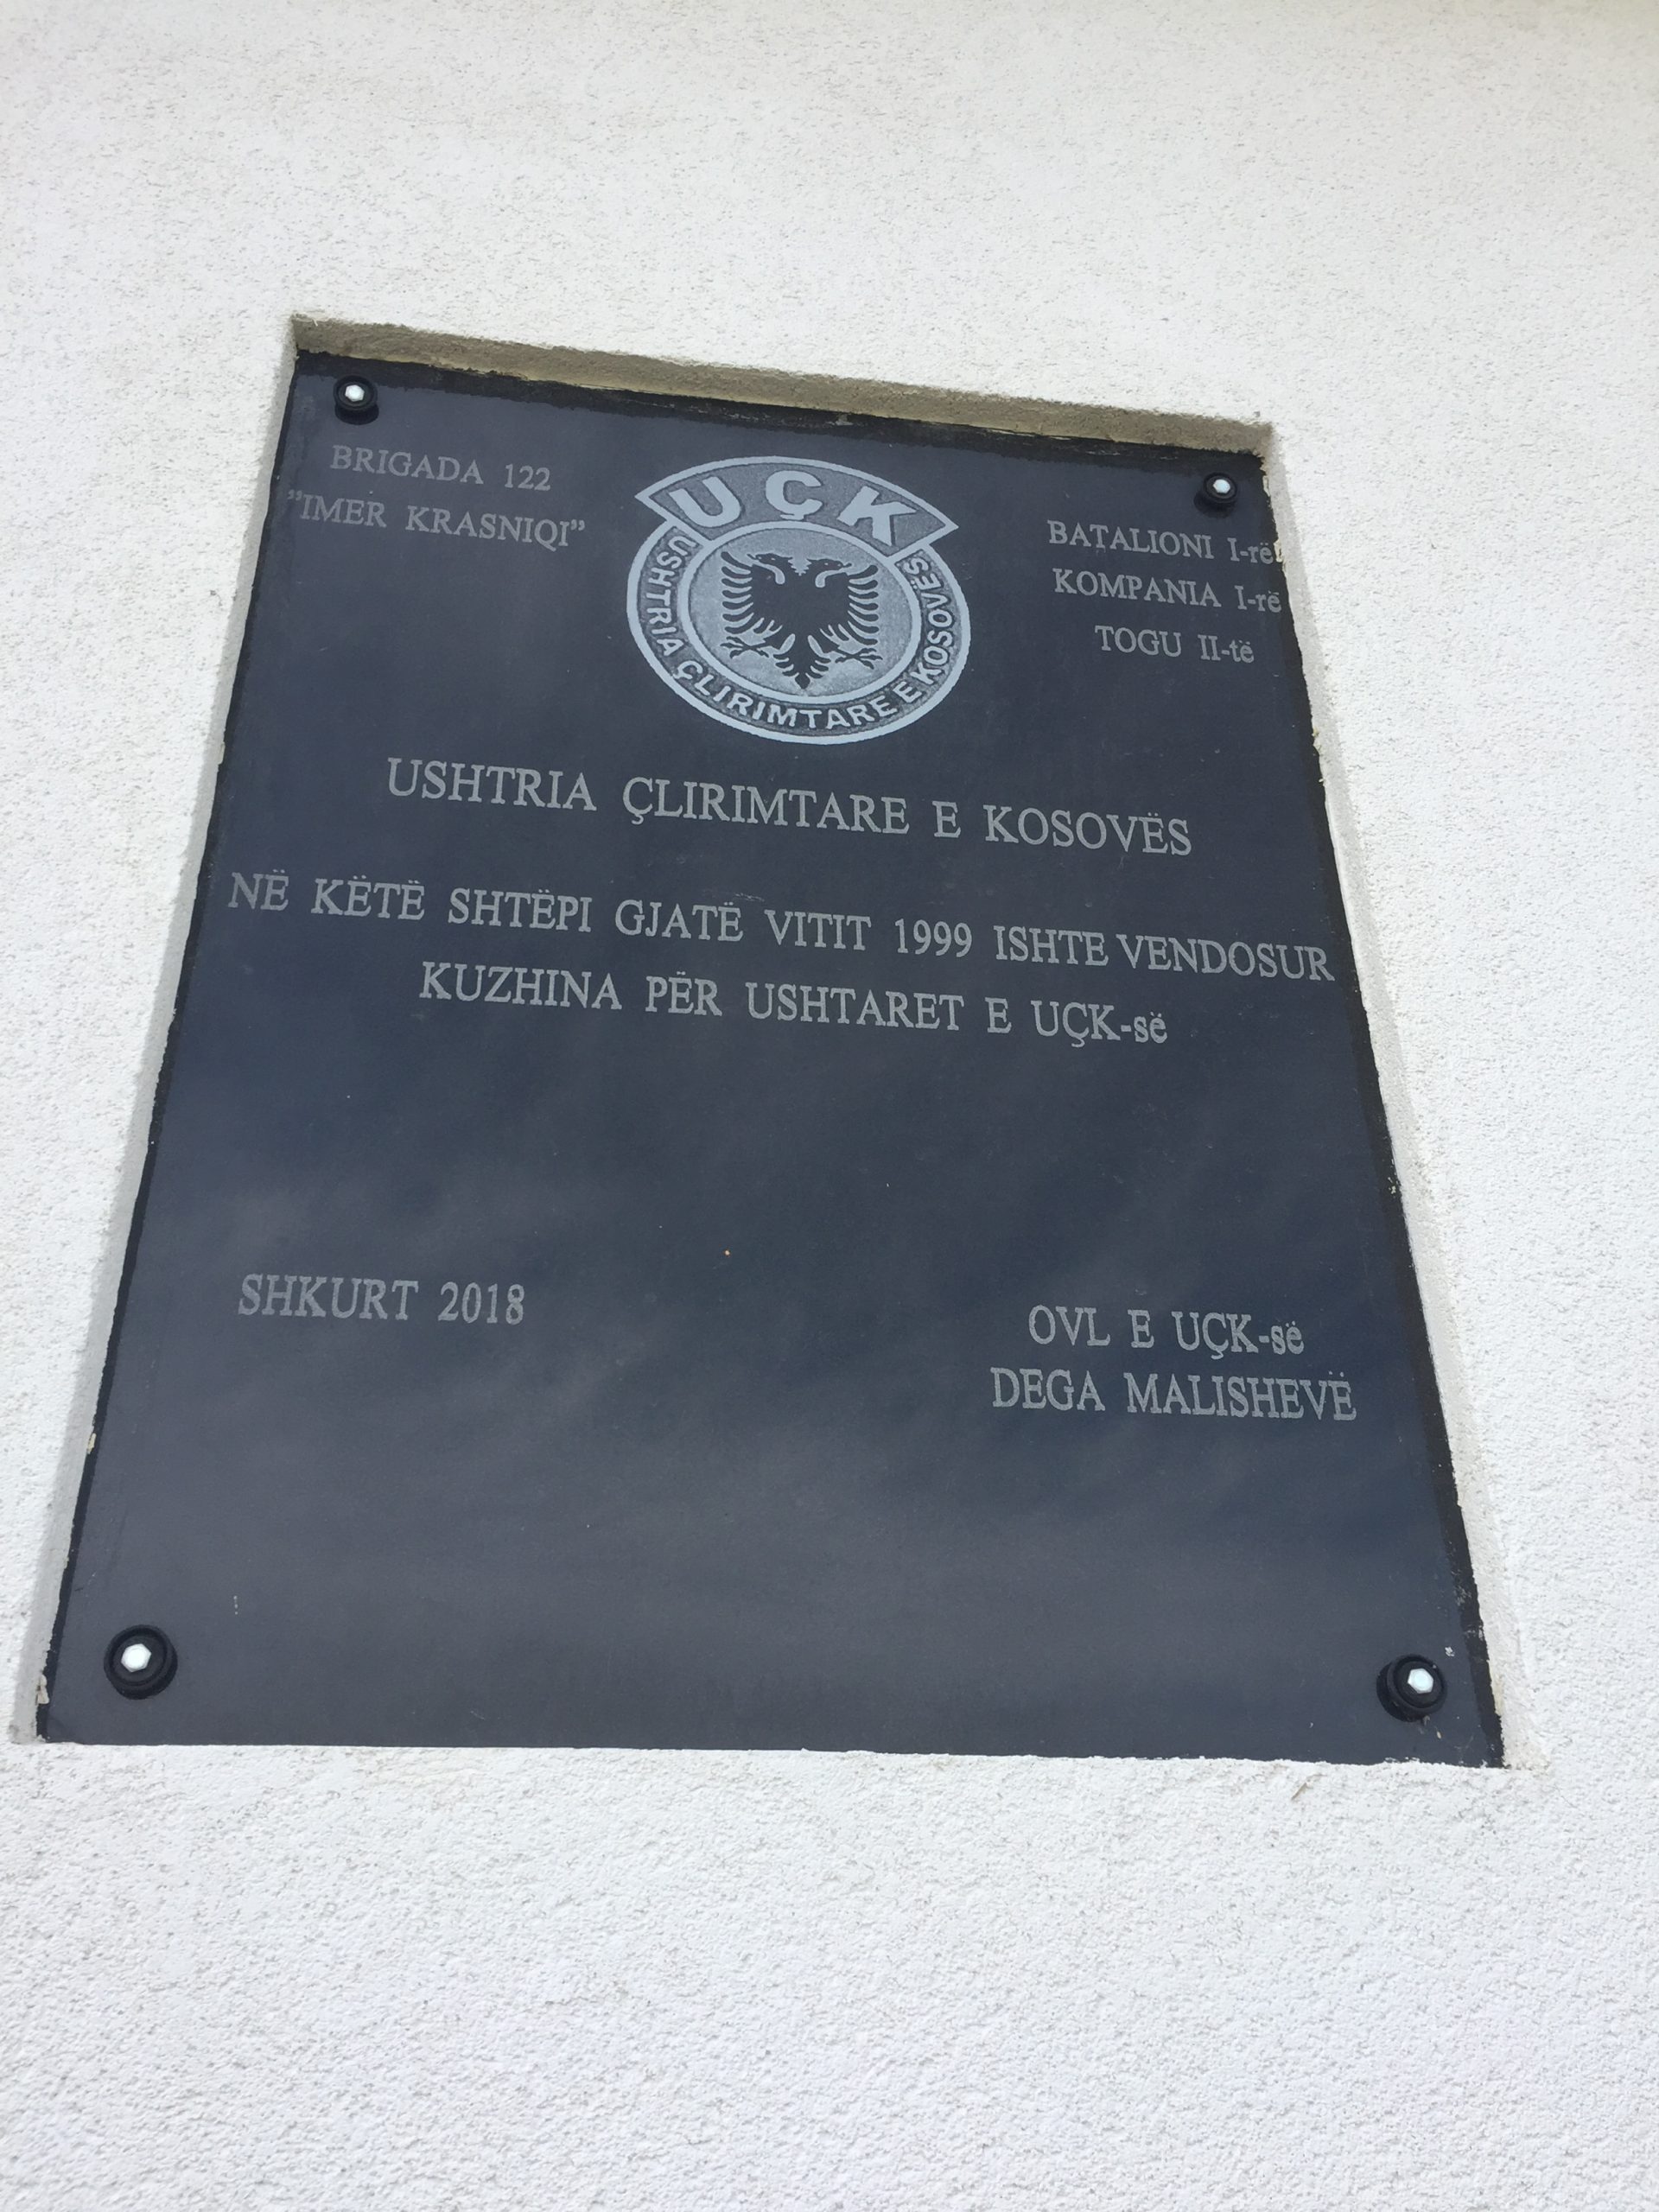 BRIGADA 122
"IMER KRASNIQI"
UÇK
USHTRIA ÇLIRIMTARE E KOSOVËS
BATALIONI I-rë
KOMPANIA I-rë
TOGU II-të
USHTRIA ÇLIRIMTARE E KOSOVËS
NË KËTË SHTËPI GJATË VITIT 1999 ISHTE VENDOSUR
KUZHINA PËR USHTARET E UÇK-së
SHKURT 2018
OVL E UÇK-së
DEGA MALISHEVË